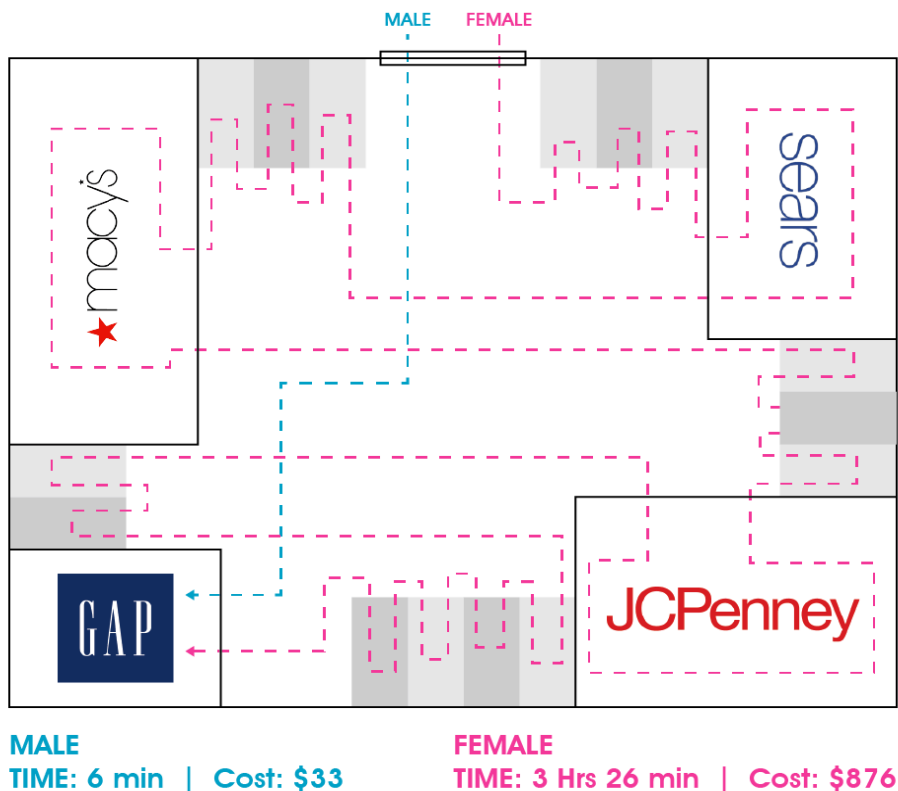 MALE
FEMALE
macy's
sears
GAP
JCPenney
MALE
TIME: 6 min | Cost: $33
FEMALE
TIME: 3 Hrs 26 min | Cost: $876